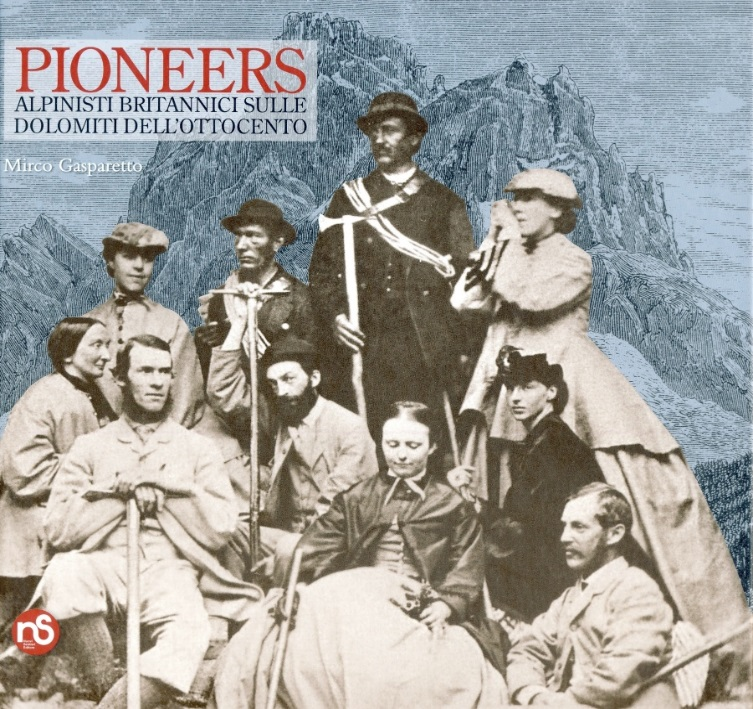 PIONEERS
ALPINISTI BRITANNICI SULLE
DOLOMITI DELL'OTTOCENTO
Mirco Gasparetto
nS